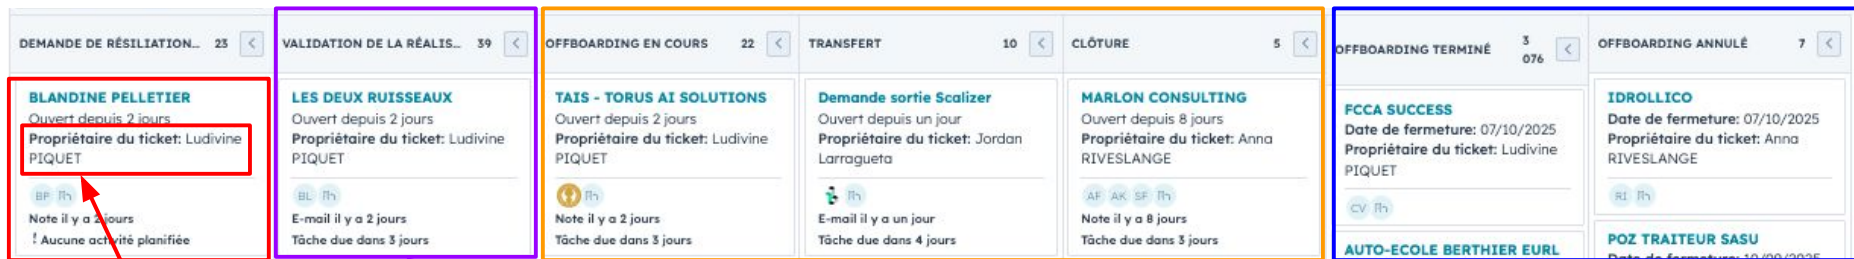 DEMANDE DE RÉSILIATION... 23
BLANDINE PELLETIER
Ouvert depuis 2 jours
Propriétaire du ticket: Ludivine
PIQUET
BP
Note il y a 2 jours
! Aucune activité planifiée
VALIDATION DE LA RÉALIS... 39
LES DEUX RUISSEAUX
Ouvert depuis 2 jours
Propriétaire du ticket: Ludivine
PIQUET
BL
E-mail il y a 2 jours
Tâche due dans 3 jours
OFFBOARDING EN COURS 22
TAIS - TORUS AI SOLUTIONS
Ouvert depuis 2 jours
Propriétaire du ticket: Ludivine
PIQUET
Note il y a 2 jours
Tâche due dans 3 jours
TRANSFERT 10
Demande sortie Scalizer
Ouvert depuis un jour
Propriétaire du ticket: Jordan
Larragueta
E-mail il y a un jour
Tâche due dans 4 jours
CLÔTURE 5
MARLON CONSULTING
Ouvert depuis 8 jours
Propriétaire du ticket: Anna
RIVESLANGE
AF AK SF
Note il y a 8 jours
Tâche due dans 3 jours
OFFBOARDING TERMINÉ 3
076
FCCA SUCCESS
Date de fermeture: 07/10/2025
Propriétaire du ticket: Ludivine
PIQUET
CV
AUTO-ECOLE BERTHIER EURL
OFFBOARDING ANNULÉ 7
IDROLLICO
Date de fermeture: 07/10/2025
Propriétaire du ticket: Anna
RIVESLANGE
RI
POZ TRAITEUR SASU
Date de fermeture: 10/09/2025